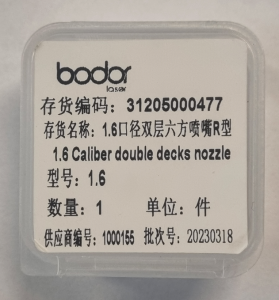 bodor
laser
存货编码：31205000477
存货名称：1.6口径双层六方喷嘴R型
1.6 Caliber double decks nozzle
型号：1.6
数量：1 单位：件
供应商编号：1000155 批次号：20230318